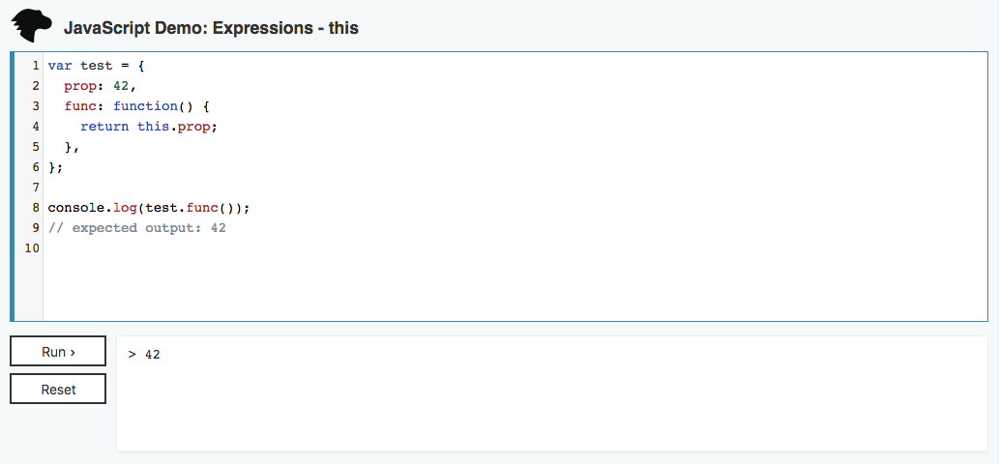 JavaScript Demo: Expressions - this
1 var test = {
2   prop: 42,
3   func: function() {
4     return this.prop;
5   },
6 };
7
8 console.log(test.func());
9 // expected output: 42
10
Run ›
> 42
Reset